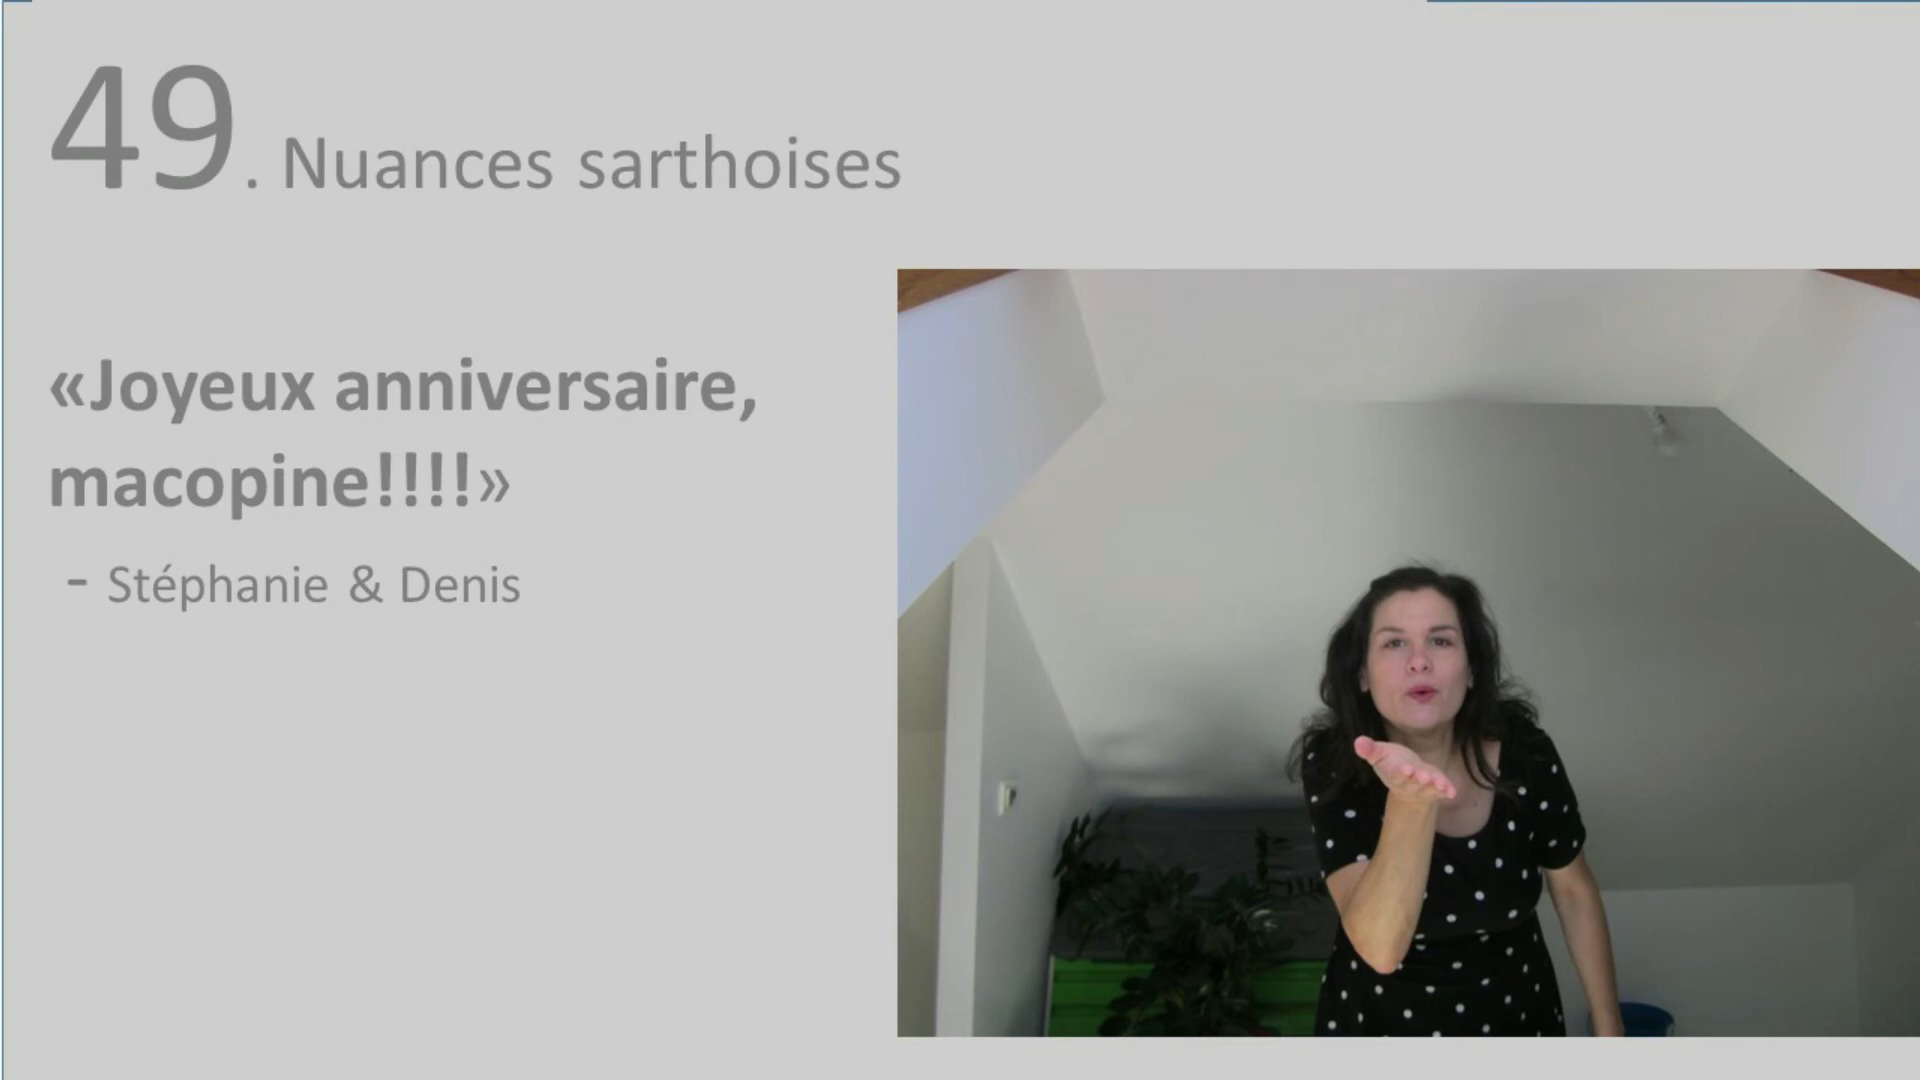 49. Nuances sarthoises
«Joyeux anniversaire,
macopine!!!!»
- Stéphanie & Denis